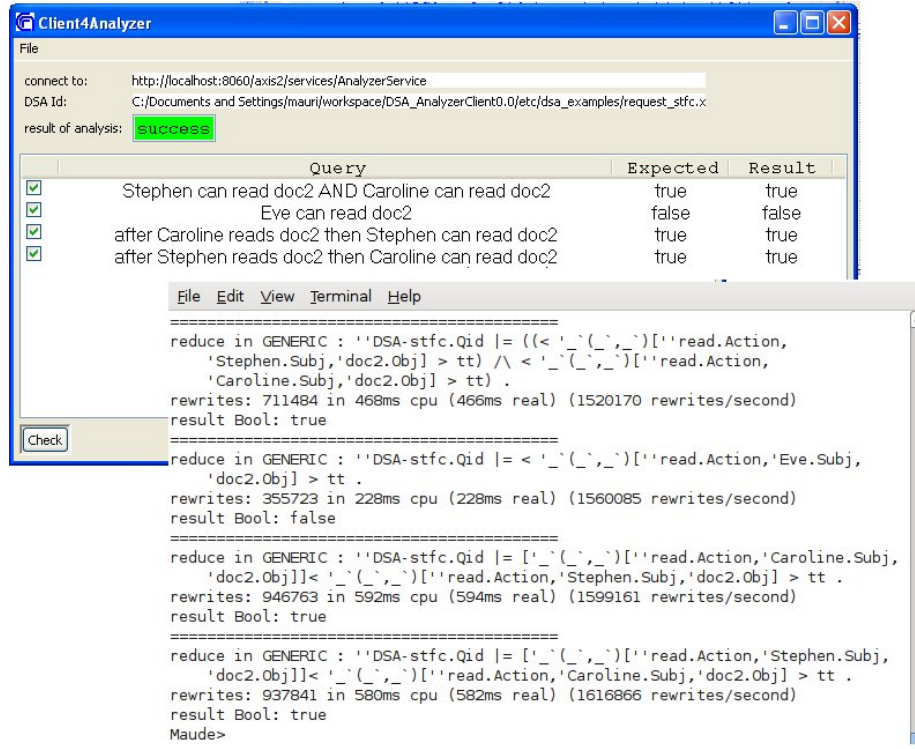 Client4Analyzer
File
connect to: http://localhost:8060/axis2/services/AnalyzerService
DSA Id: C:/Documents and Settings/mauri/workspace/DSA_AnalyzerClient0.0/etc/dsa_examples/request_stfc.x
result of analysis: success
Query Expected Result
Stephen can read doc2 AND Caroline can read doc2 true true
Eve can read doc2 false false
after Caroline reads doc2 then Stephen can read doc2 true true
after Stephen reads doc2 then Caroline can read doc2 true true
Check
File Edit View Terminal Help
==========================================
reduce in GENERIC : ''DSA-stfc.Qid |= ((< '_`(_`,_`)[''read.Action,
'Stephen.Subj,'doc2.Obj] > tt) /\ < '_`(_`,_`)[''read.Action,
'Caroline.Subj,'doc2.Obj] > tt) .
rewrites: 711484 in 468ms cpu (466ms real) (1520170 rewrites/second)
result Bool: true
==========================================
reduce in GENERIC : ''DSA-stfc.Qid |= < '_`(_`,_`)[''read.Action,'Eve.Subj,
'doc2.Obj] > tt .
rewrites: 355723 in 228ms cpu (228ms real) (1560085 rewrites/second)
result Bool: false
==========================================
reduce in GENERIC : ''DSA-stfc.Qid |= ['_`(_`,_`)[''read.Action,'Caroline.Subj,
'doc2.Obj]]< '_`(_`,_`)[''read.Action,'Stephen.Subj,'doc2.Obj] > tt .
rewrites: 946763 in 592ms cpu (594ms real) (1599161 rewrites/second)
result Bool: true
==========================================
reduce in GENERIC : ''DSA-stfc.Qid |= ['_`(_`,_`)[''read.Action,'Stephen.Subj,
'doc2.Obj]]< '_`(_`,_`)[''read.Action,'Caroline.Subj,'doc2.Obj] > tt .
rewrites: 937841 in 580ms cpu (582ms real) (1616866 rewrites/second)
result Bool: true
Maude>